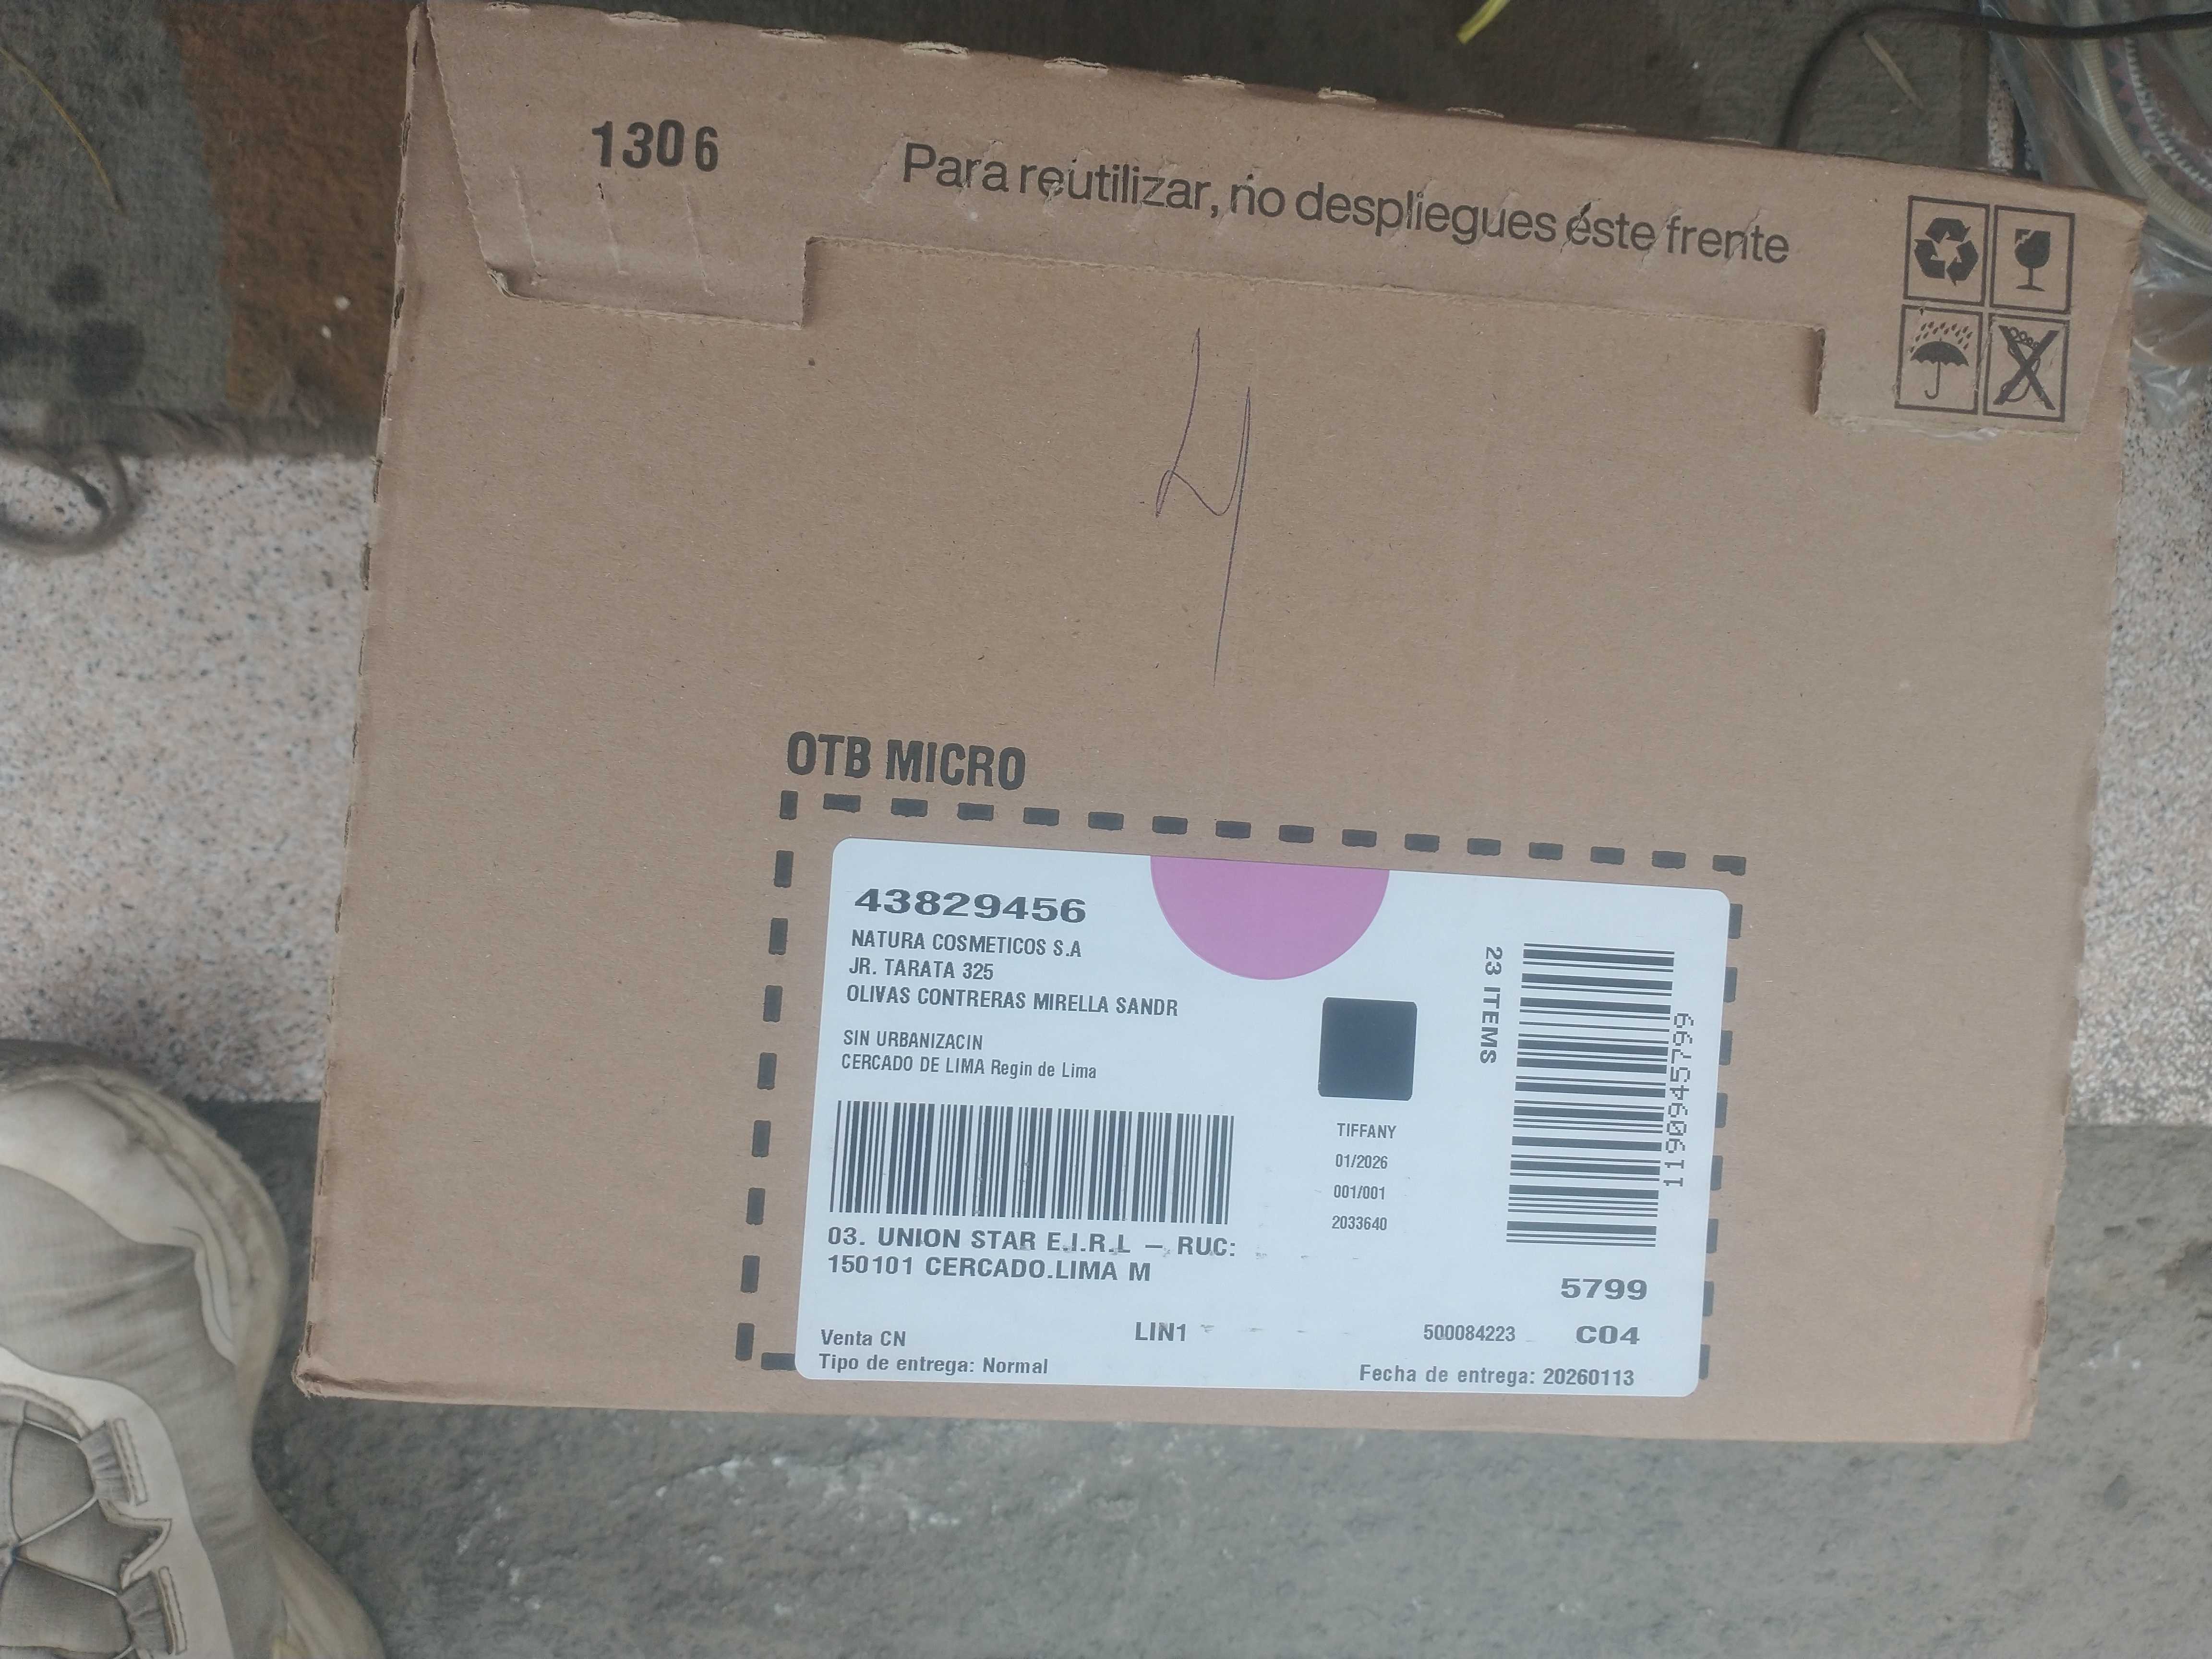 1306
Para reutilizar, no despliegues éste frente
4
OTB MICRO
43829456
NATURA COSMETICOS S.A
JR. TARATA 325
OLIVAS CONTRERAS MIRELLA SANDR
SIN URBANIZACIN
CERCADO DE LIMA Regin de Lima
23 ITEMS
1190945799
TIFFANY
01/2026
001/001
2033640
03. UNION STAR E.I.R.L – RUC:
150101 CERCADO.LIMA M
5799
Venta CN
LIN1
500084223
C04
Tipo de entrega: Normal
Fecha de entrega: 20260113